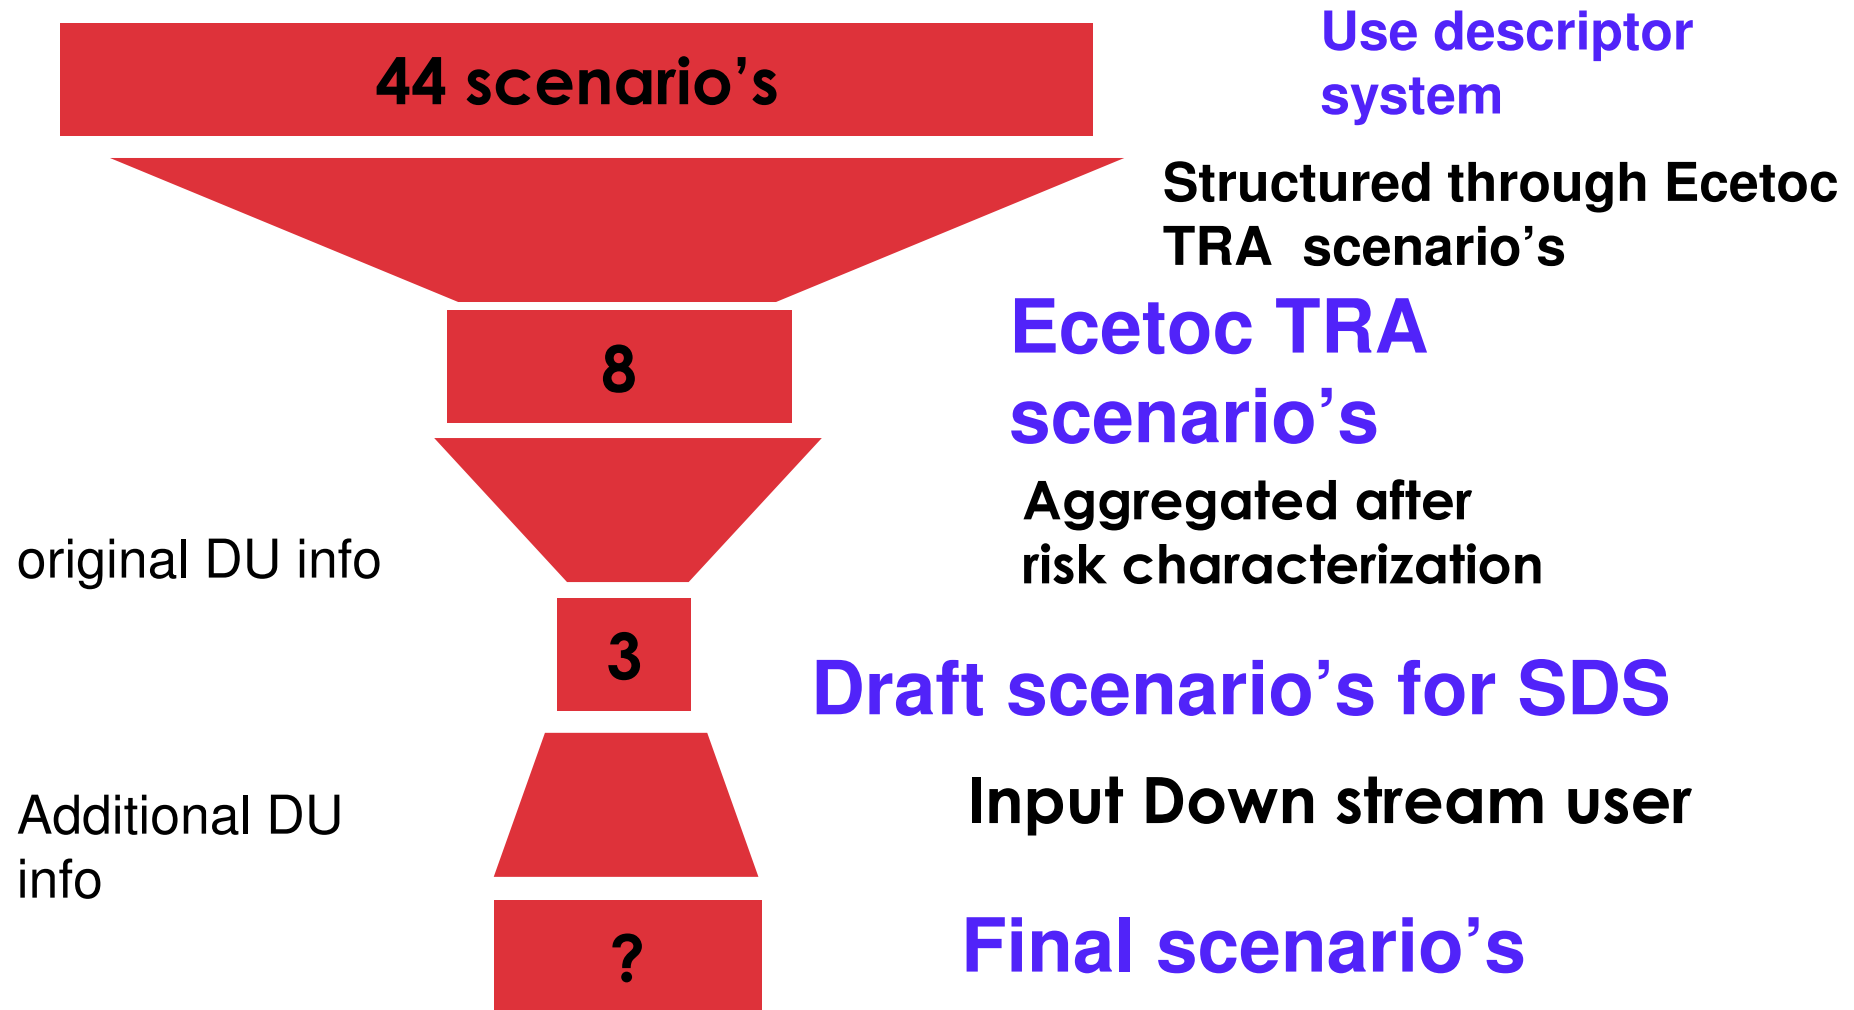 44 scenario’s
Use descriptor
system
Structured through Ecetoc
TRA scenario’s
8
Ecetoc TRA
scenario’s
Aggregated after
risk characterization
original DU info
3
Draft scenario’s for SDS
Input Down stream user
Additional DU
info
?
Final scenario’s